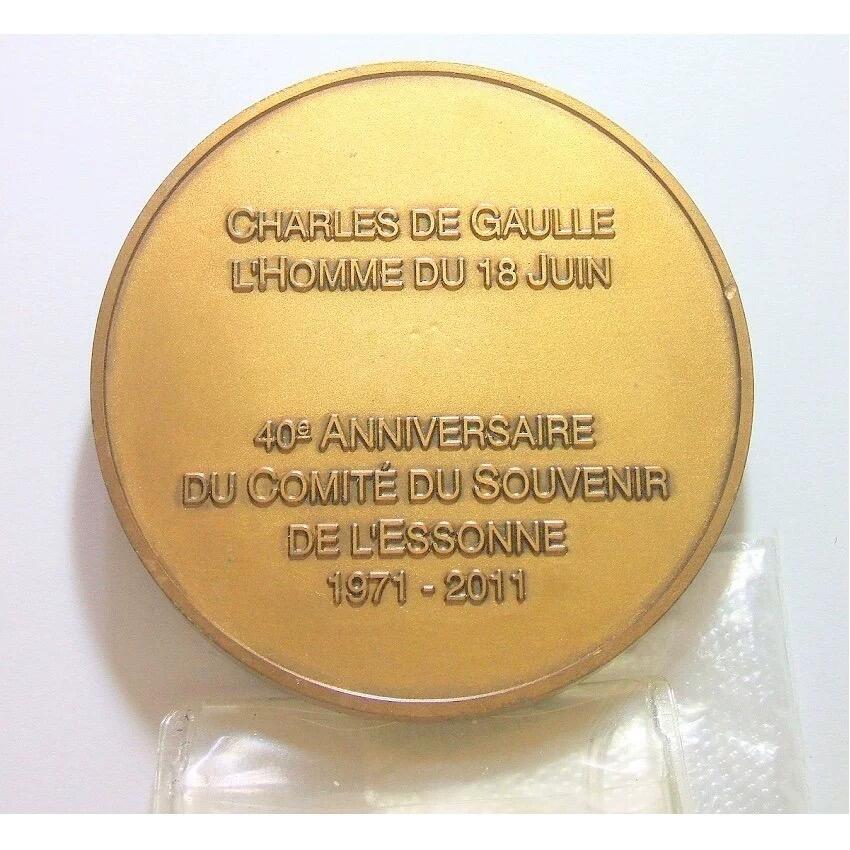 CHARLES DE GAULLE
L'HOMME DU 18 JUIN
40e ANNIVERSAIRE
DU COMITÉ DU SOUVENIR
DE L'ESSONNE
1971 - 2011